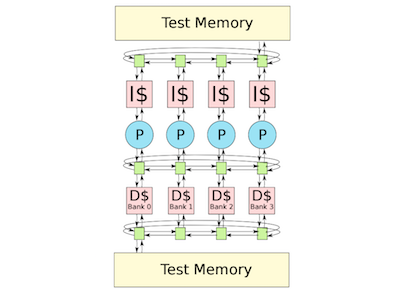 Test Memory
I$ I$ I$ I$
P P P P
D$ D$ D$ D$
Bank 0 Bank 1 Bank 2 Bank 3
Test Memory